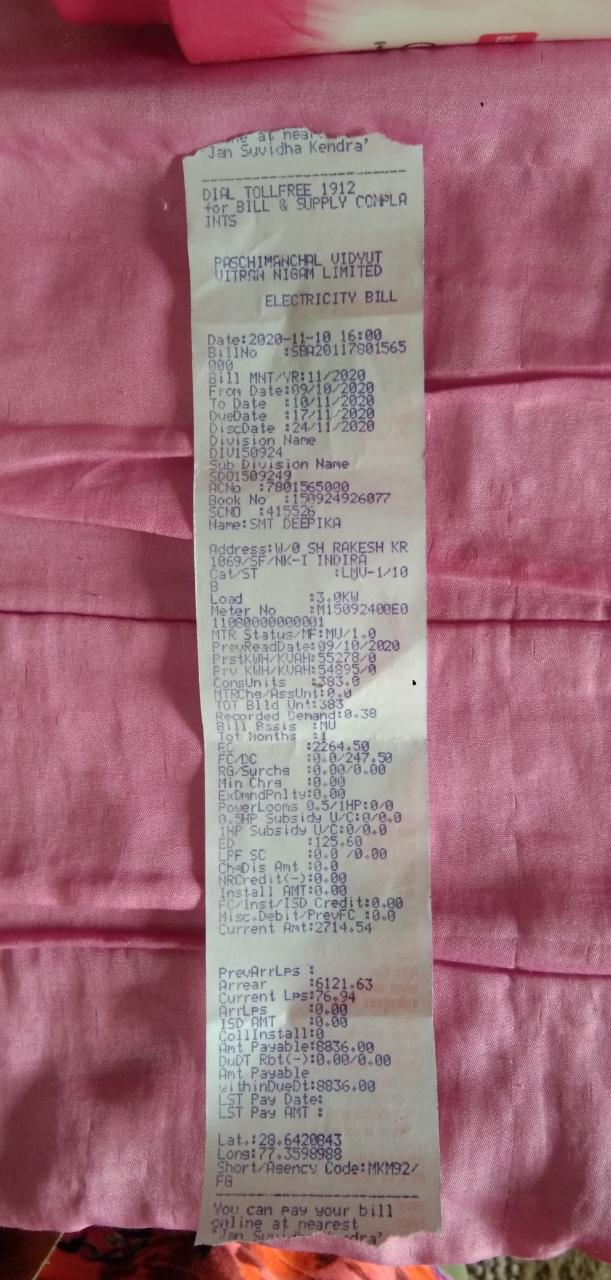 at near
Jan Suvidha Kendra'
DIAL TOLLFREE 1912
for BILL & SUPPLY COMPLA
INTS
PASCHIMANCHAL VIDYUT
VITRAN NIGAM LIMITED
ELECTRICITY BILL
Date:2020-11-10 16:00
BillNo :SBA20117801565
000
Bill MNT/YR:11/2020
From Date:09/10/2020
To Date :10/11/2020
DueDate :17/11/2020
DiscDate :24/11/2020
Division Name
DIV150924
Sub Division Name
SDO1509249
ACNo :7801565000
Book No :150924926077
SCNO :415526
Name:SMT DEEPIKA
Address:W/O SH RAKESH KR
1069/SF/NK-I INDIRA
Cat/ST :LMV-1/10
B
Load :3.0KW
Meter No :M15092400E0
11080000000001
MTR Status/MF:MU/1.0
PrevReadDate:09/10/2020
PrstKWH/KVAH:55278/0
Prv KWH/KVAH:54895/0
ConsUnits :383.0
MTRChg/AssUnt:0.0
TOT Blld Unt:383
Recorded Demand:0.38
Bill Basis :MU
Tot Months :1
EC :2264.50
FC/DC :0.0/247.50
RG/Surchg :0.00/0.00
Min Chrg :0.00
ExDmndPnlty:0.00
PowerLooms 0.5/1HP:0/0
0.5HP Subsidy U/C:0/0.0
1HP Subsidy U/C:0/0.0
ED :125.60
LPF SC :0.0 /0.00
ChqDis Amt :0.0
NRCredit(-):0.00
Install AMT:0.00
FC/Inst/ISD Credit:0.00
Misc.Debit/PrevFC :0.0
Current Amt:2714.54
PrevArrLps :
Arrear :6121.63
Current Lps:76.94
ArrLps :0.00
ISD AMT :0.00
CollInstall:0
Amt Payable:8836.00
DuDT Rbt(-):0.00/0.00
Amt Payable
withinDueDt:8836.00
LST Pay Date:
LST Pay AMT :
Lat.:28.6420843
Long:77.3598988
Short/Agency Code:MKM92/
FG
You can pay your bill
online at nearest
'Jan Suvidha Kendra'